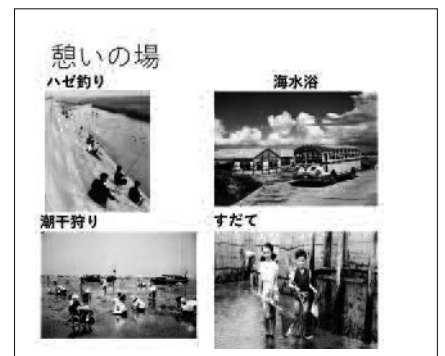 憩いの場
ハゼ釣り
海水浴
潮干狩り
すだて